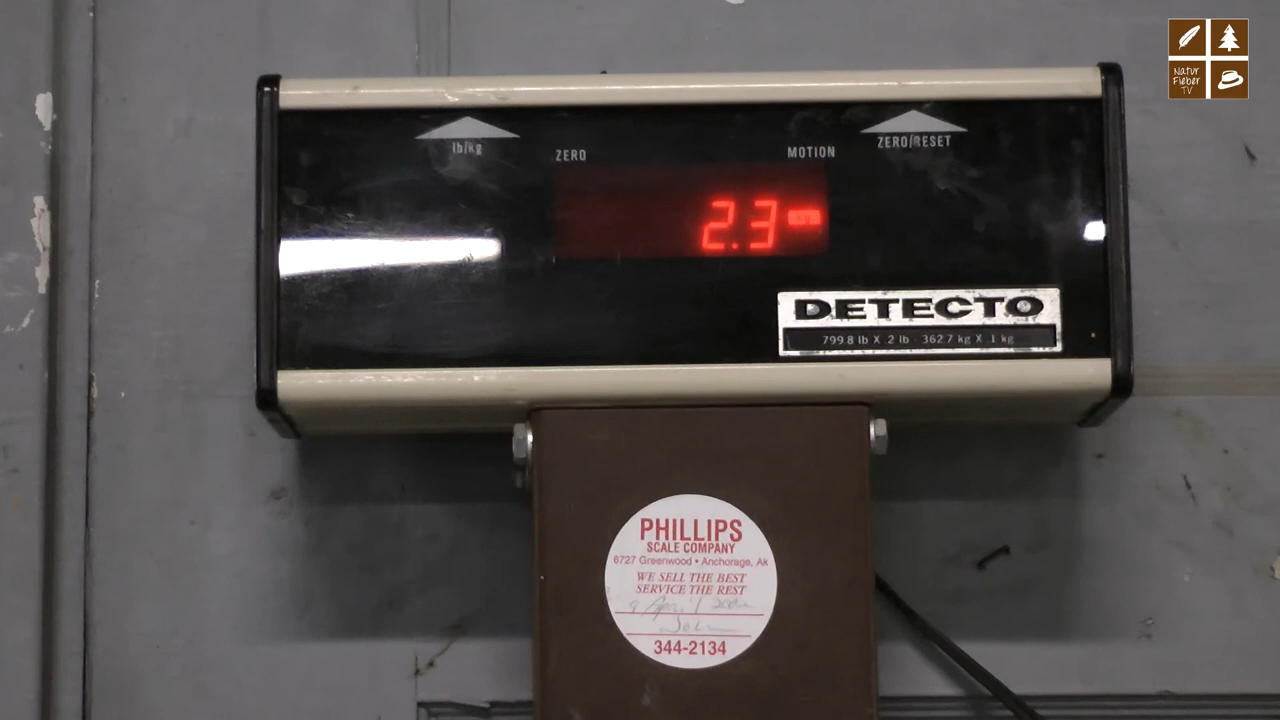 Natur
Fieber
TV
lb/kg
ZERO
MOTION
ZERO/RESET
2.3
DETECTO
799.8 lb X .2 lb - 362.7 kg X .1 kg
PHILLIPS
SCALE COMPANY
6727 Greenwood • Anchorage, Ak
WE SELL THE BEST
SERVICE THE REST
9 April
344-2134